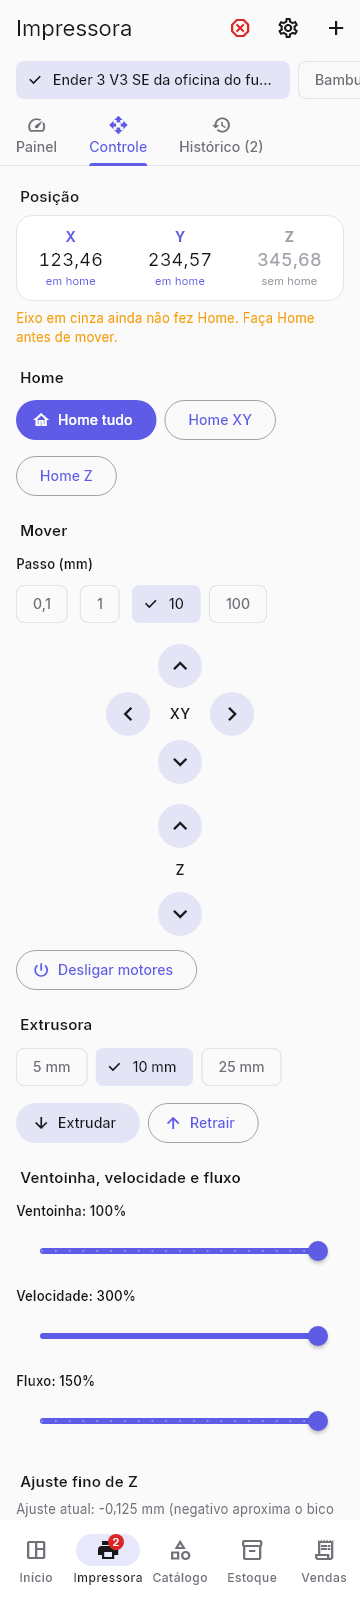 Impressora
Ender 3 V3 SE da oficina do fu...
Bambu
Painel
Controle
Histórico (2)
Posição
X Y Z
123,46 234,57 345,68
em home em home sem home
Eixo em cinza ainda não fez Home. Faça Home
antes de mover.
Home
Home tudo
Home XY
Home Z
Mover
Passo (mm)
0,1 1 10 100
XY
Z
Desligar motores
Extrusora
5 mm 10 mm 25 mm
Extrudar
Retrair
Ventoinha, velocidade e fluxo
Ventoinha: 100%
Velocidade: 300%
Fluxo: 150%
Ajuste fino de Z
Ajuste atual: -0,125 mm (negativo aproxima o bico
2
Início Impressora Catálogo Estoque Vendas